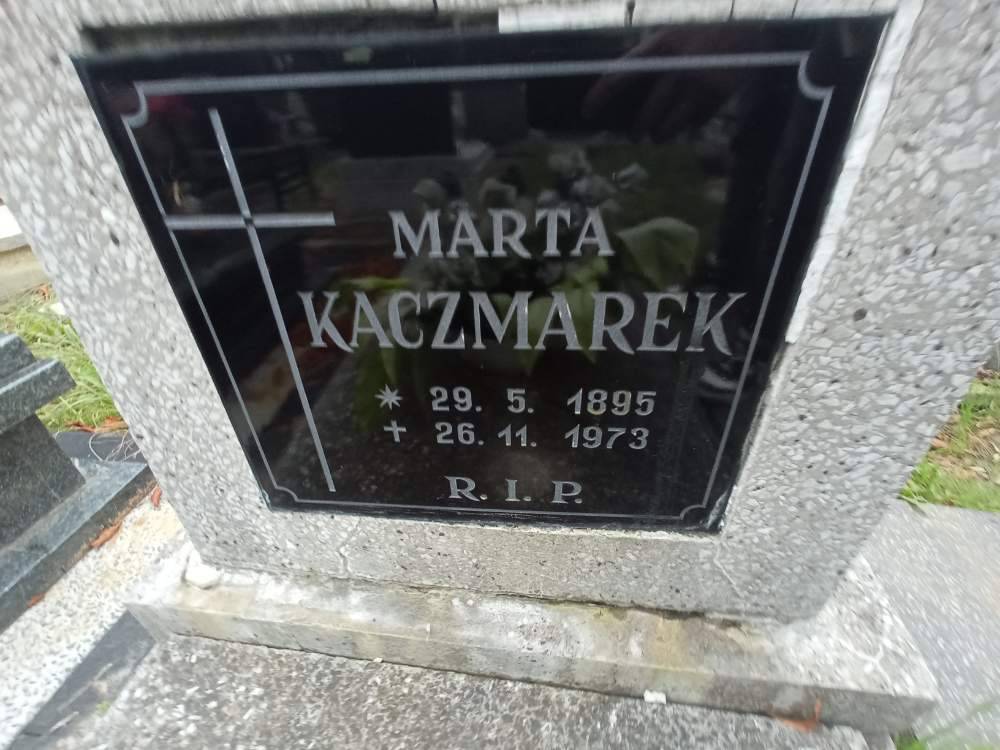 MARTA
KACZMAREK
* 29. 5. 1895
+ 26. 11. 1973
R. I. P.